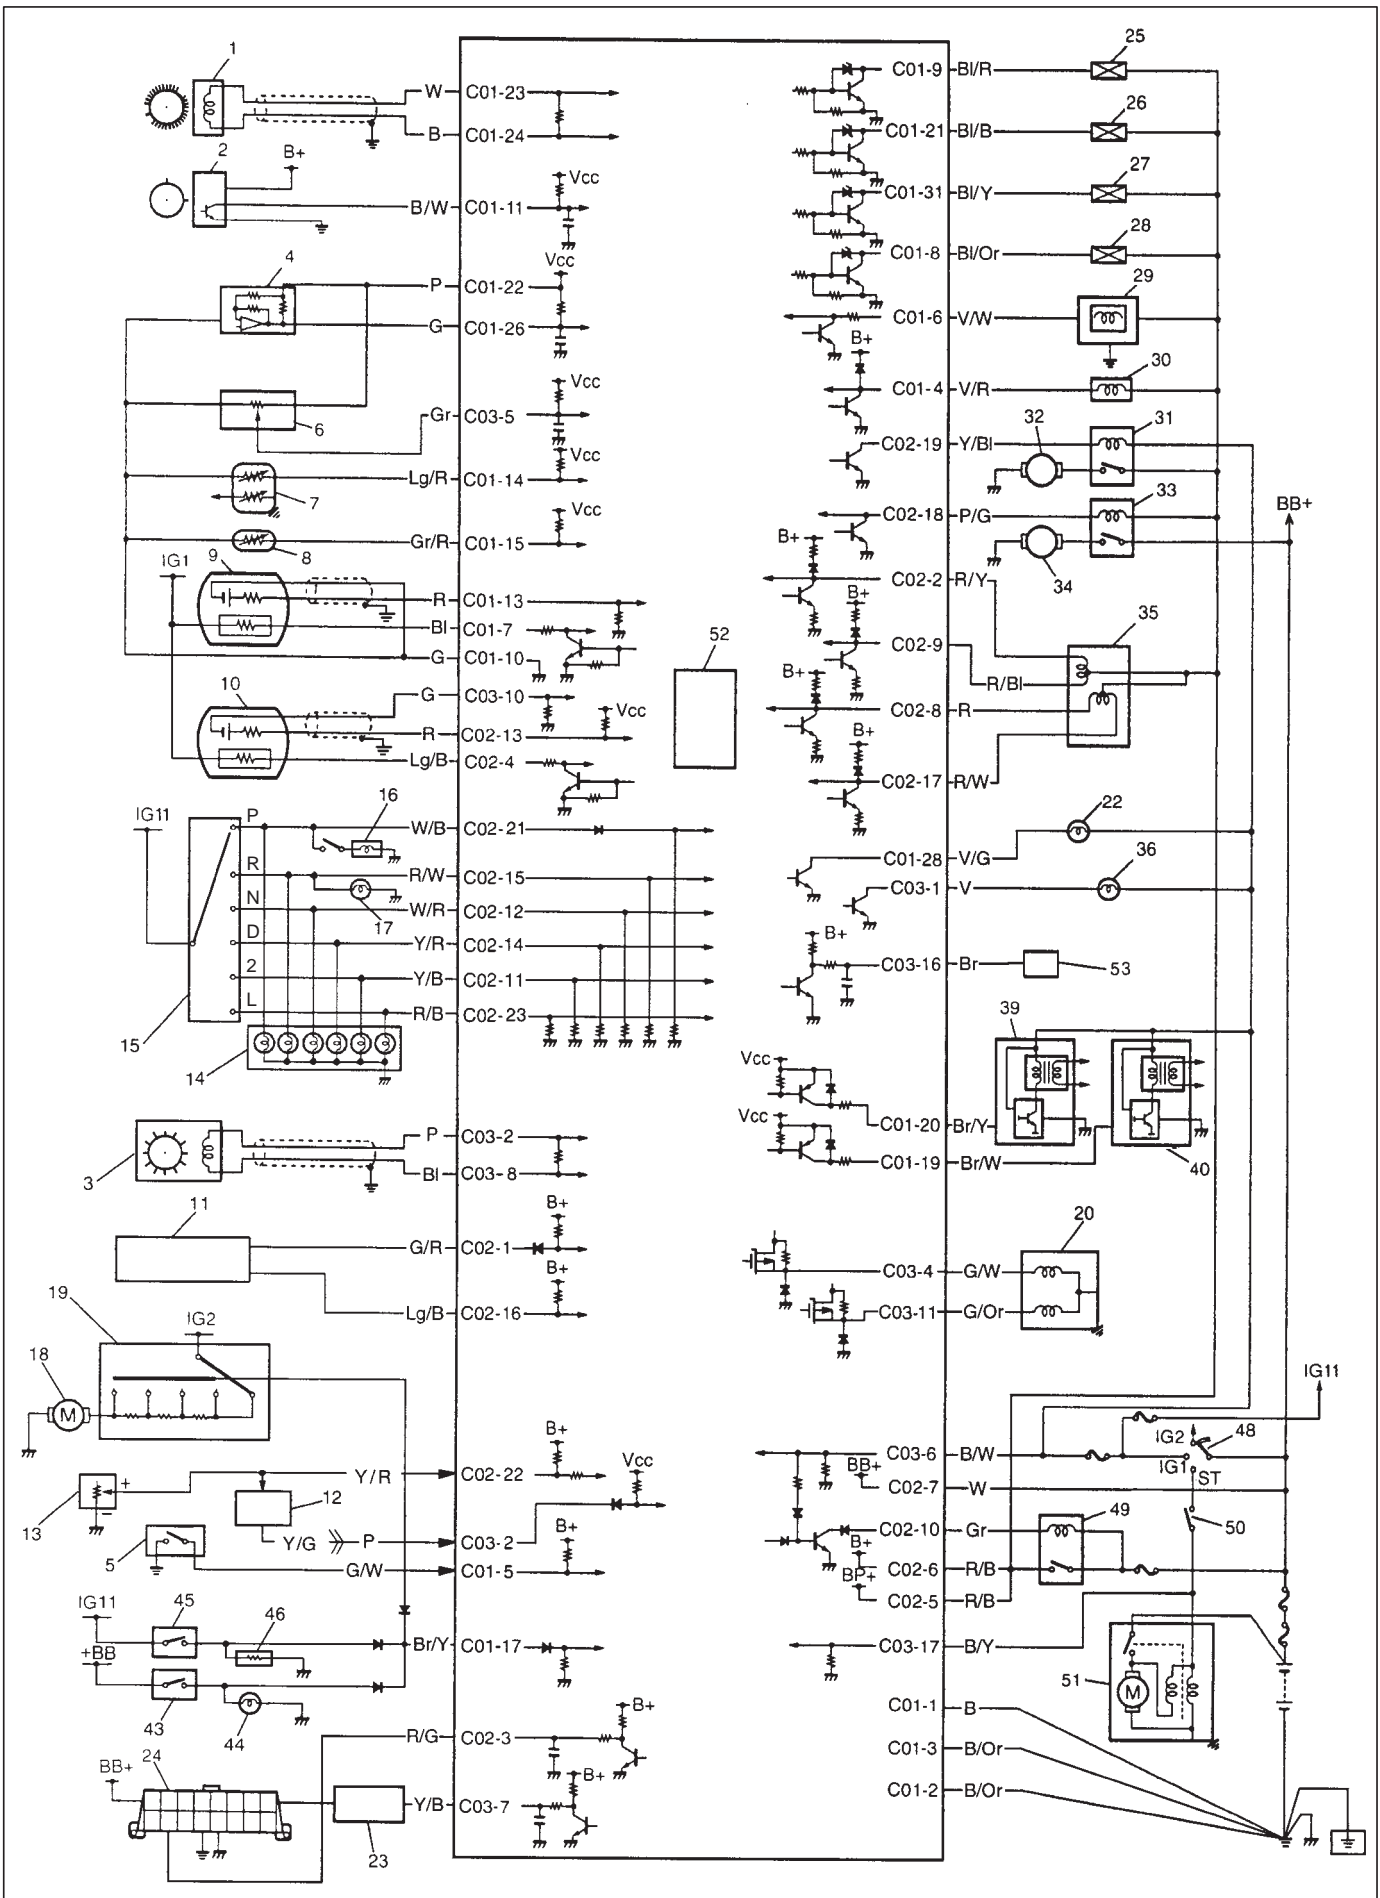 1
W C01-23
B C01-24
2
B+
Vcc
B/W C01-11
4
Vcc
P C01-22
G C01-26
6
Vcc
Gr C03-5
7
Vcc
Lg/R C01-14
8
Vcc
Gr/R C01-15
IG1
9
R C01-13
Bl C01-7
G C01-10
10
G C03-10
Vcc
R C02-13
Lg/B C02-4
52
IG11
15
P
R
N
D
2
L
16
17
14
W/B C02-21
R/W C02-15
W/R C02-12
Y/R C02-14
Y/B C02-11
R/B C02-23
3
P C03-2
Bl C03-8
11
B+
G/R C02-1
B+
Lg/B C02-16
19
IG2
18
M
B+
Y/R C02-22
Vcc
13
+
−
12
Y/G P C03-2
5
B+
G/W C01-5
IG11
45
46
+BB
43
44
Br/Y C01-17
B+
R/G C02-3
BB+
24
B+
Y/B C03-7
23
C01-9 Bl/R
25
C01-21 Bl/B
26
C01-31 Bl/Y
27
C01-8 Bl/Or
28
C01-6 V/W
29
B+
C01-4 V/R
30
C02-19 Y/Bl
32
31
C02-18 P/G
34
33
BB+
B+
C02-2 R/Y
B+
C02-9
R/Bl
35
B+
C02-8 R
B+
C02-17 R/W
22
C01-28 V/G
36
C03-1 V
B+
C03-16 Br
53
39
40
Vcc
C01-20 Br/Y
Vcc
C01-19 Br/W
20
C03-4 G/W
C03-11 G/Or
IG11
C03-6 B/W
IG2
48
IG1
ST
BB+
C02-7 W
50
49
C02-10 Gr
B+
C02-6 R/B
BP+
C02-5 R/B
C03-17 B/Y
51
M
C01-1 B
C01-3 B/Or
C01-2 B/Or